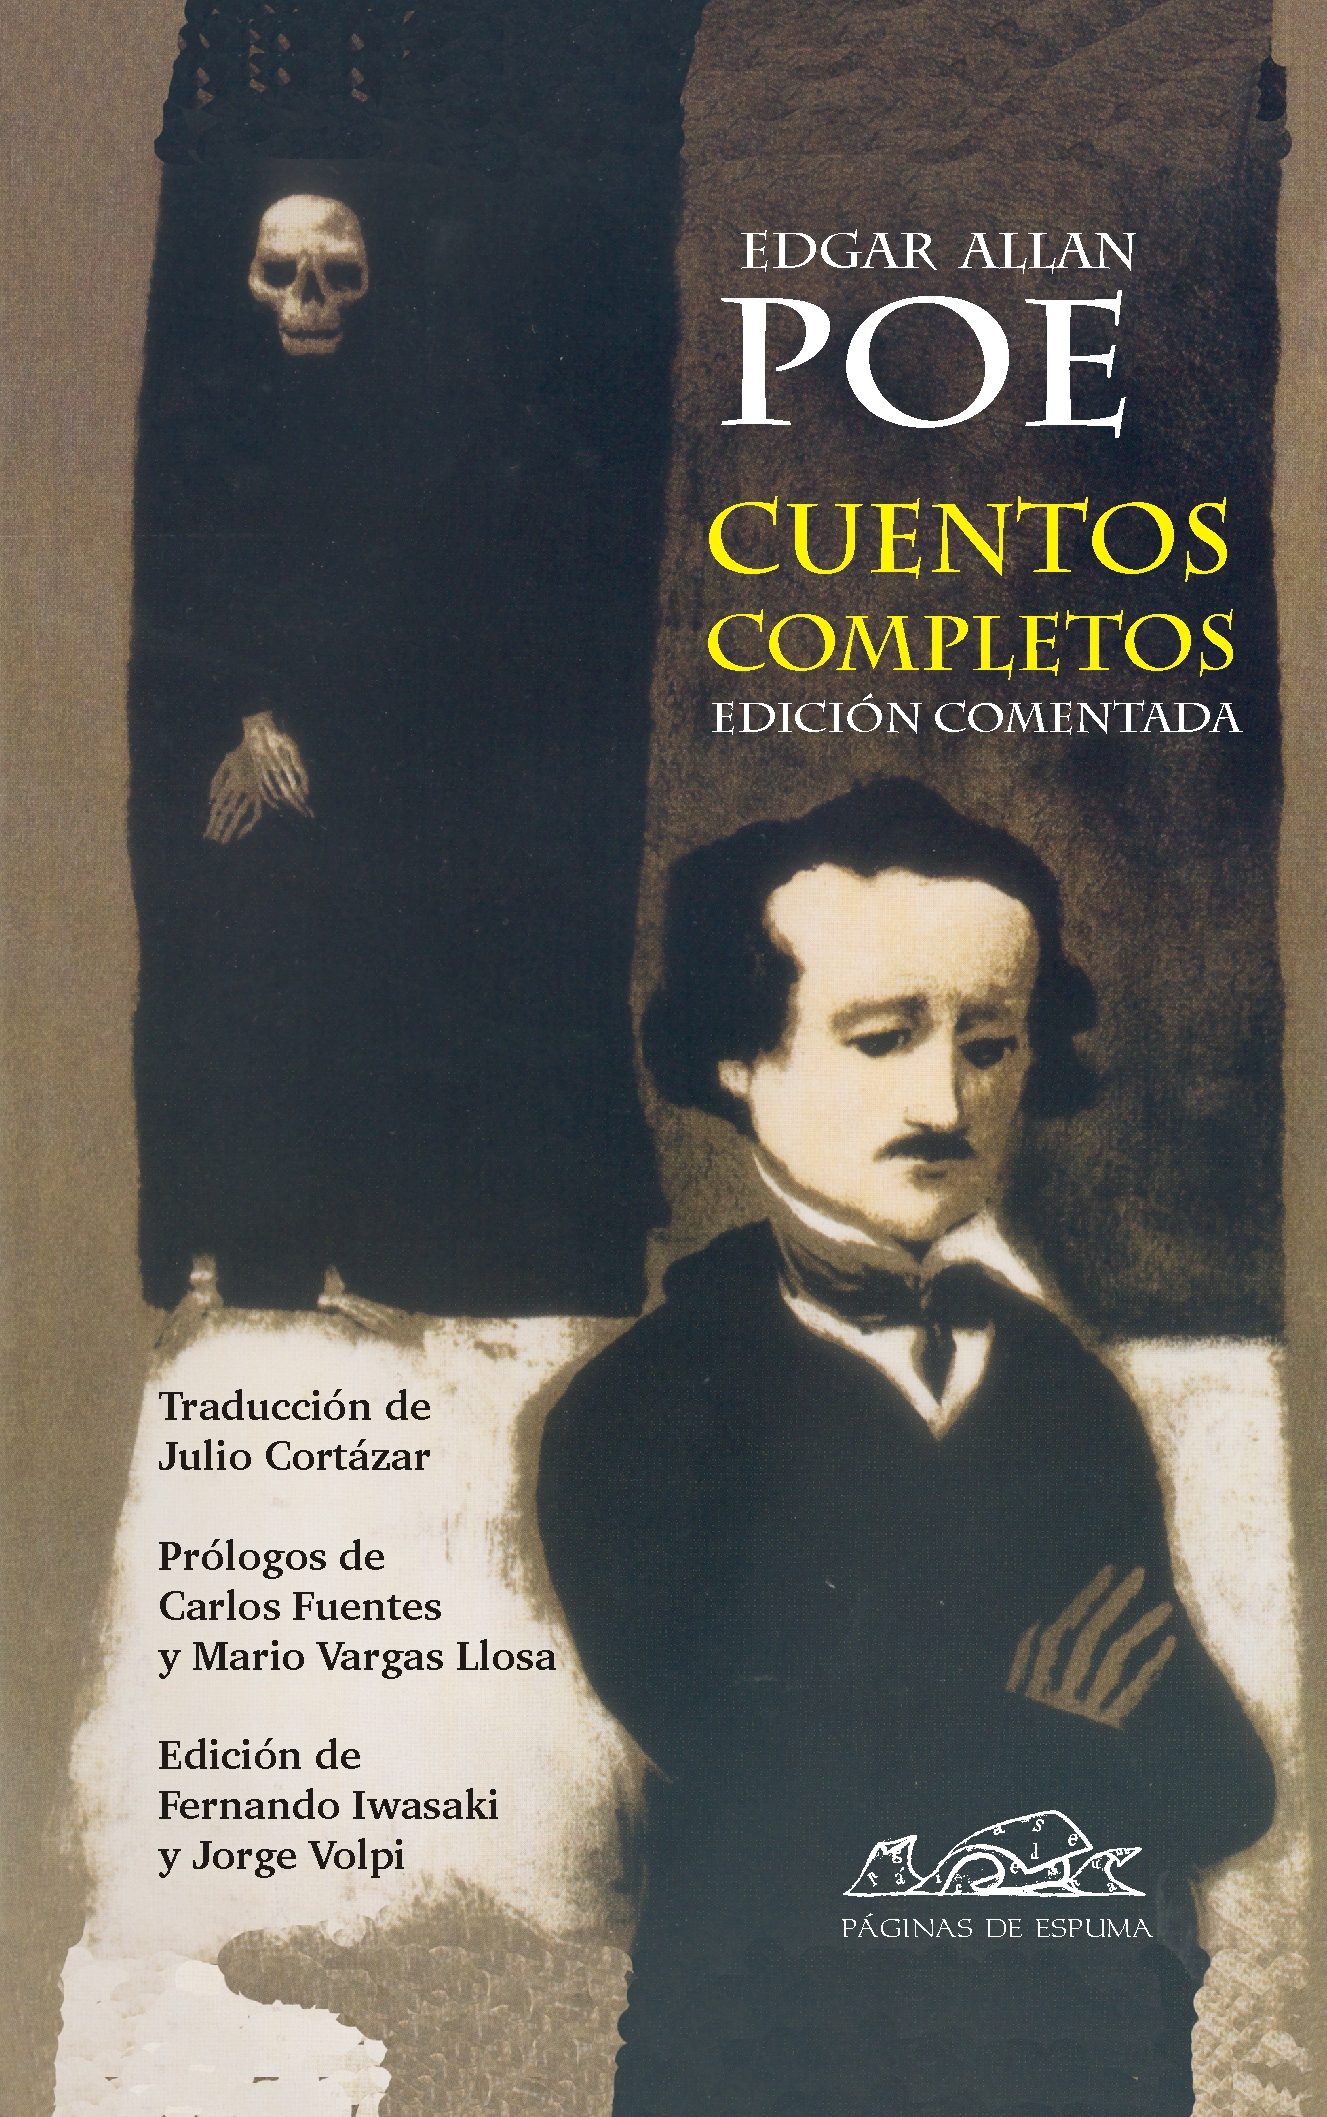 EDGAR ALLAN
POE
CUENTOS
COMPLETOS
EDICIÓN COMENTADA
Traducción de
Julio Cortázar
Prólogos de
Carlos Fuentes
y Mario Vargas Llosa
Edición de
Fernando Iwasaki
y Jorge Volpi
PÁGINAS DE ESPUMA